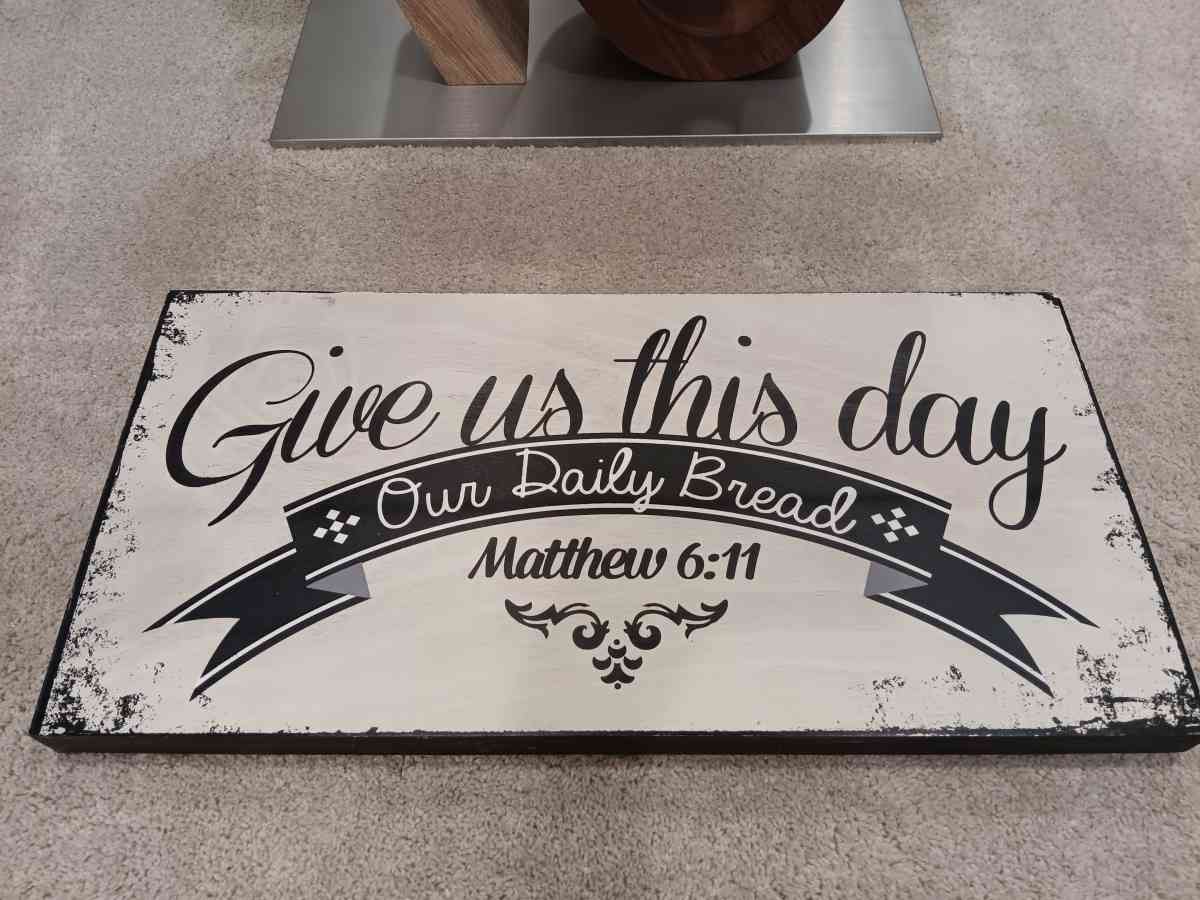 Give us this day
Our Daily Bread
Matthew 6:11